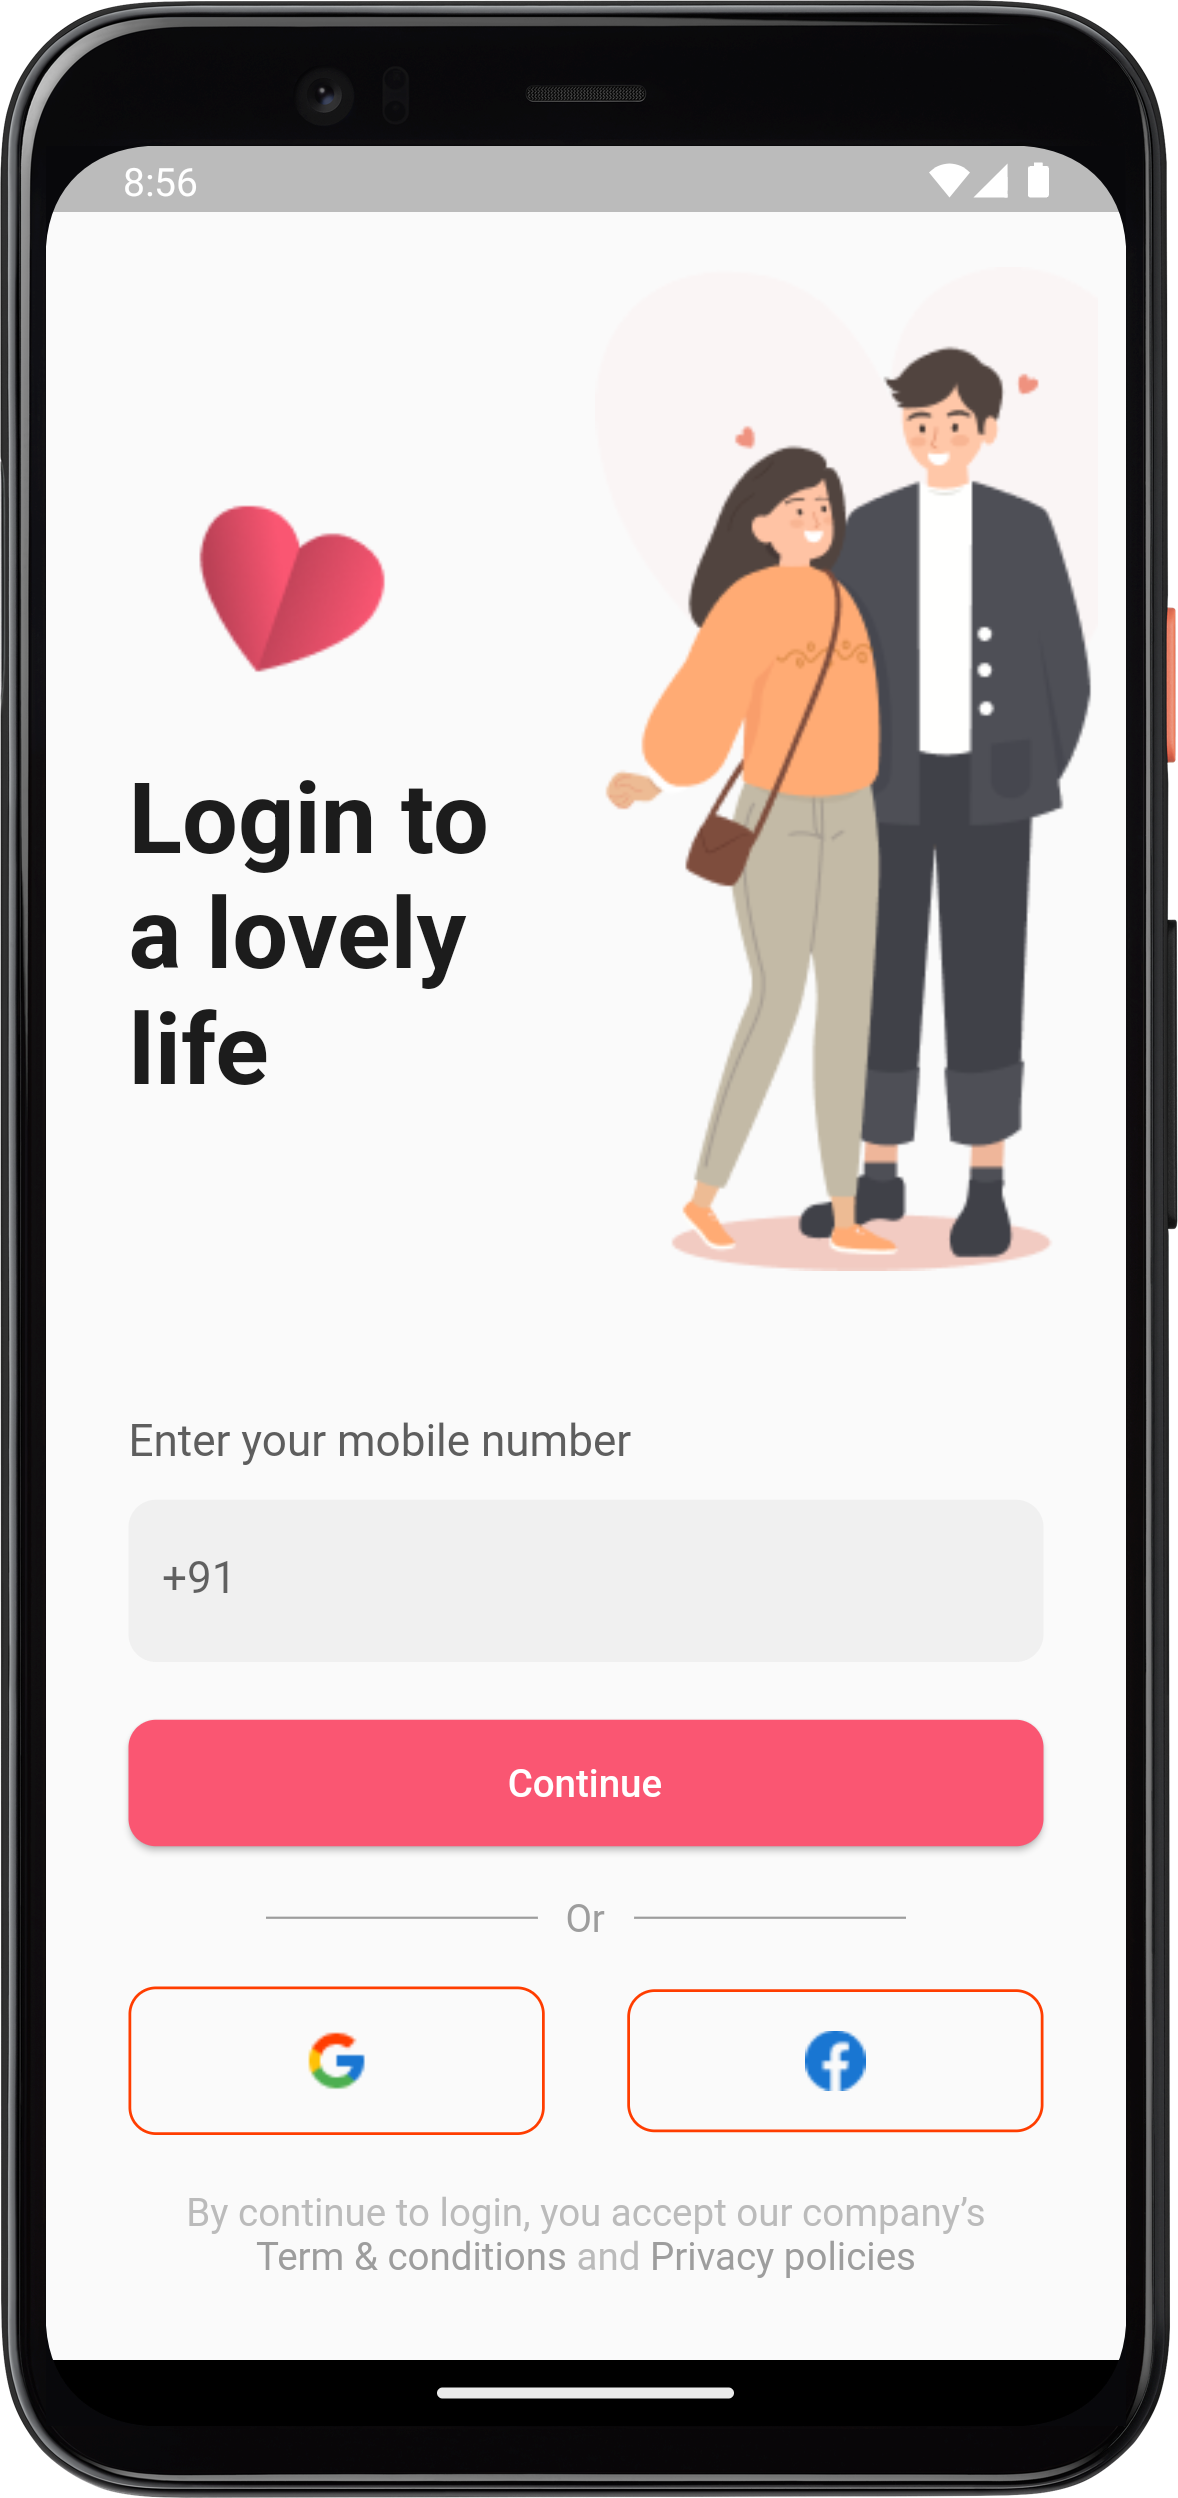 8:56
Login to
a lovely
life
Enter your mobile number
+91
Continue
Or
By continue to login, you accept our company’s
Term & conditions and Privacy policies